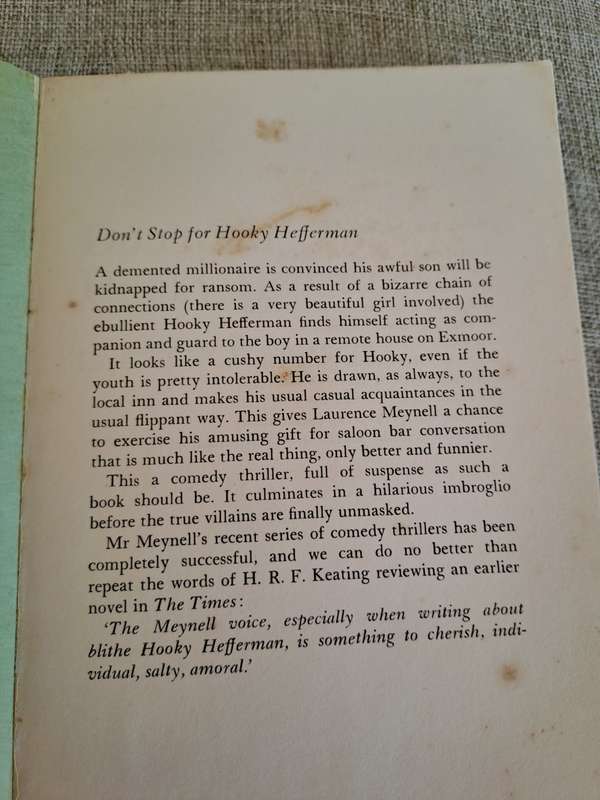 Don't Stop for Hooky Hefferman
A demented millionaire is convinced his awful son will be
kidnapped for ransom. As a result of a bizarre chain of
connections (there is a very beautiful girl involved) the
ebullient Hooky Hefferman finds himself acting as com-
panion and guard to the boy in a remote house on Exmoor.
It looks like a cushy number for Hooky, even if the
youth is pretty intolerable. He is drawn, as always, to the
local inn and makes his usual casual acquaintances in the
usual flippant way. This gives Laurence Meynell a chance
to exercise his amusing gift for saloon bar conversation
that is much like the real thing, only better and funnier.
This a comedy thriller, full of suspense as such a
book should be. It culminates in a hilarious imbroglio
before the true villains are finally unmasked.
Mr Meynell's recent series of comedy thrillers has been
completely successful, and we can do no better than
repeat the words of H. R. F. Keating reviewing an earlier
novel in The Times:
'The Meynell voice, especially when writing about
blithe Hooky Hefferman, is something to cherish, indi-
vidual, salty, amoral.'